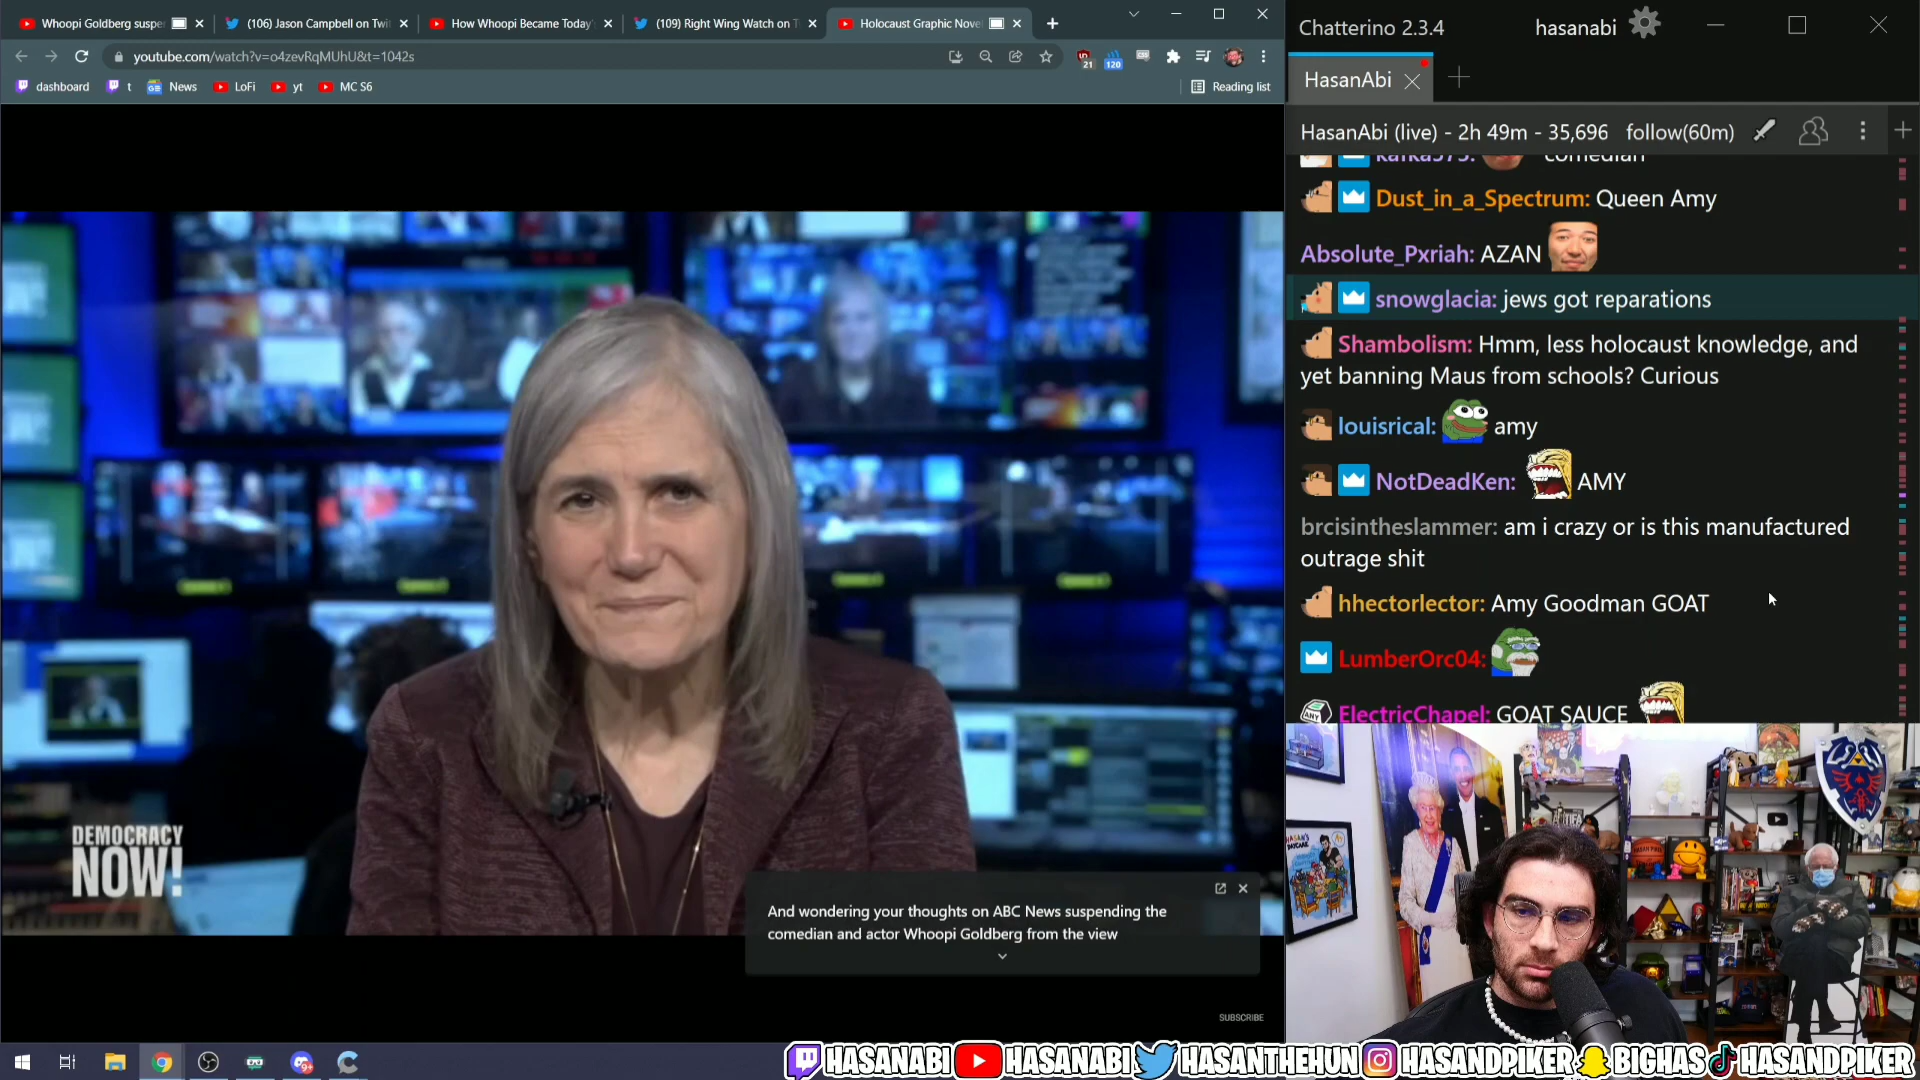 Whoopi Goldberg suspe
(106) Jason Campbell on Twi
How Whoopi Became Today'
(109) Right Wing Watch on T
Holocaust Graphic Nove
youtube.com/watch?v=o4zevRqMUhU&t=1042s
21
120
dashboard
t
News
LoFi
yt
MC S6
Reading list
DEMOCRACY
NOW!
And wondering your thoughts on ABC News suspending the
comedian and actor Whoopi Goldberg from the view
SUBSCRIBE
Chatterino 2.3.4
hasanabi
HasanAbi
HasanAbi (live) - 2h 49m - 35,696 follow(60m)
comedian
Dust_in_a_Spectrum: Queen Amy
Absolute_Pxriah: AZAN
snowglacia: jews got reparations
Shambolism: Hmm, less holocaust knowledge, and
yet banning Maus from schools? Curious
louisrical: amy
NotDeadKen: AMY
brcisintheslammer: am i crazy or is this manufactured
outrage shit
hhectorlector: Amy Goodman GOAT
LumberOrc04:
ElectricChapel: GOAT SAUCE
HASANABI
HASANABI
HASANTHEHUN
HASANDPIKER
BIGHAS
HASANDPIKER